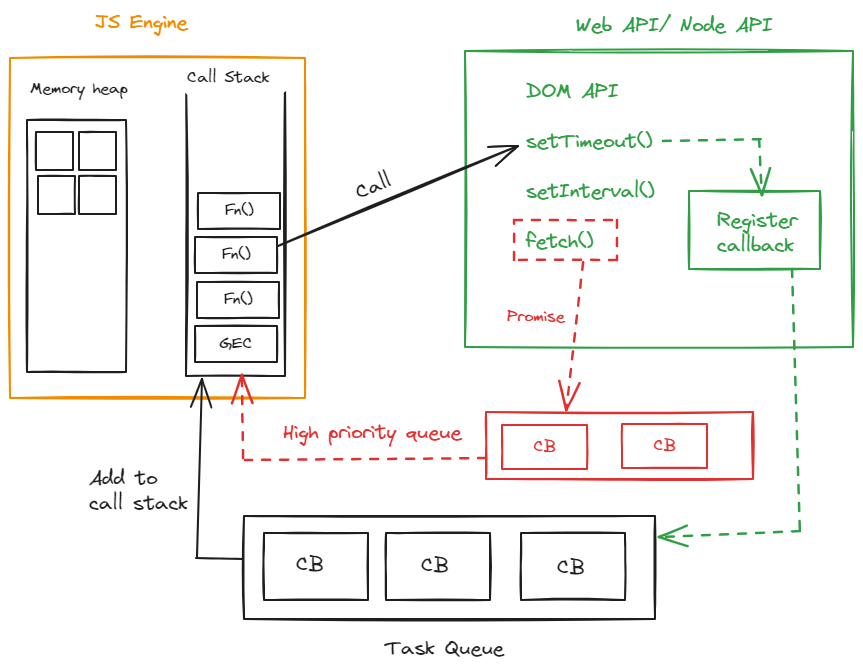 JS Engine
Web API/ Node API
Memory heap
Call Stack
Fn()
Fn()
Fn()
GEC
call
DOM API
setTimeout()
setInterval()
fetch()
Register
callback
Promise
High priority queue
CB
CB
Add to
call stack
CB
CB
CB
Task Queue